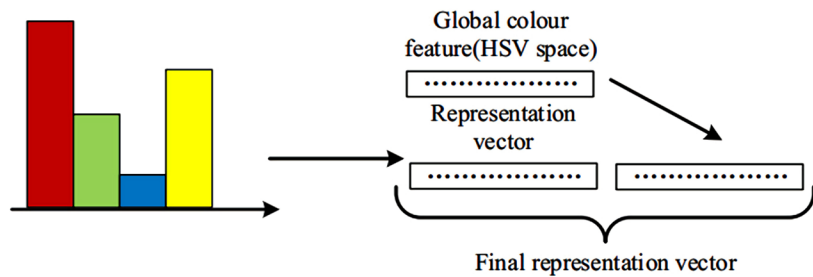 Global colour
feature(HSV space)
Representation
vector
Final representation vector